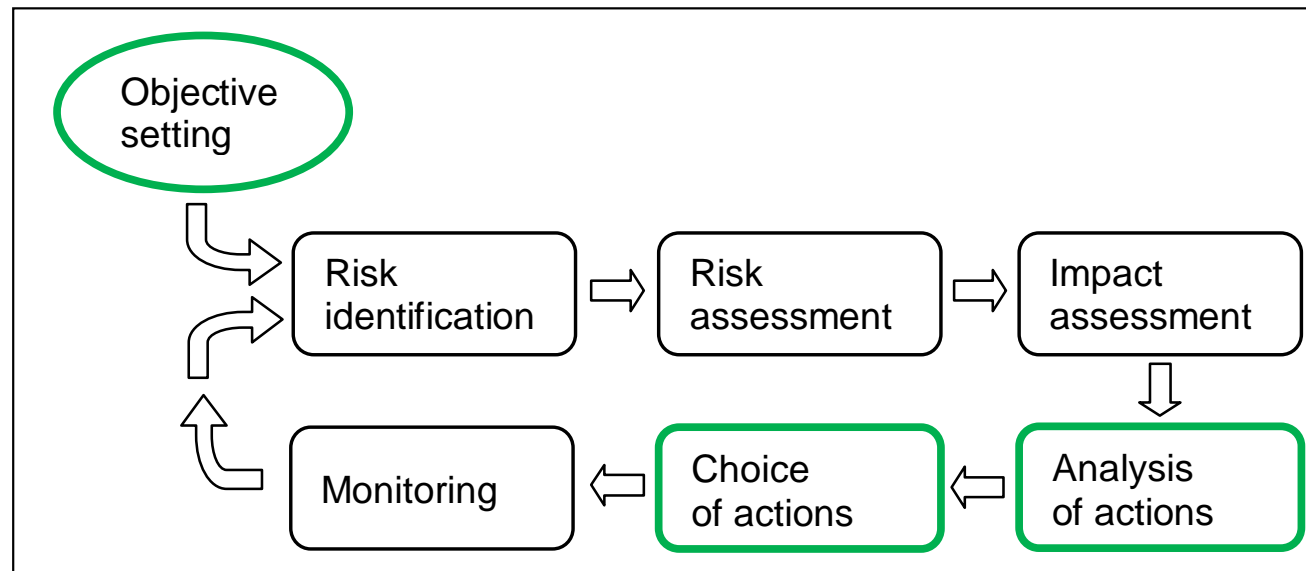 Objective
setting
Risk
identification
Risk
assessment
Impact
assessment
Analysis
of actions
Choice
of actions
Monitoring